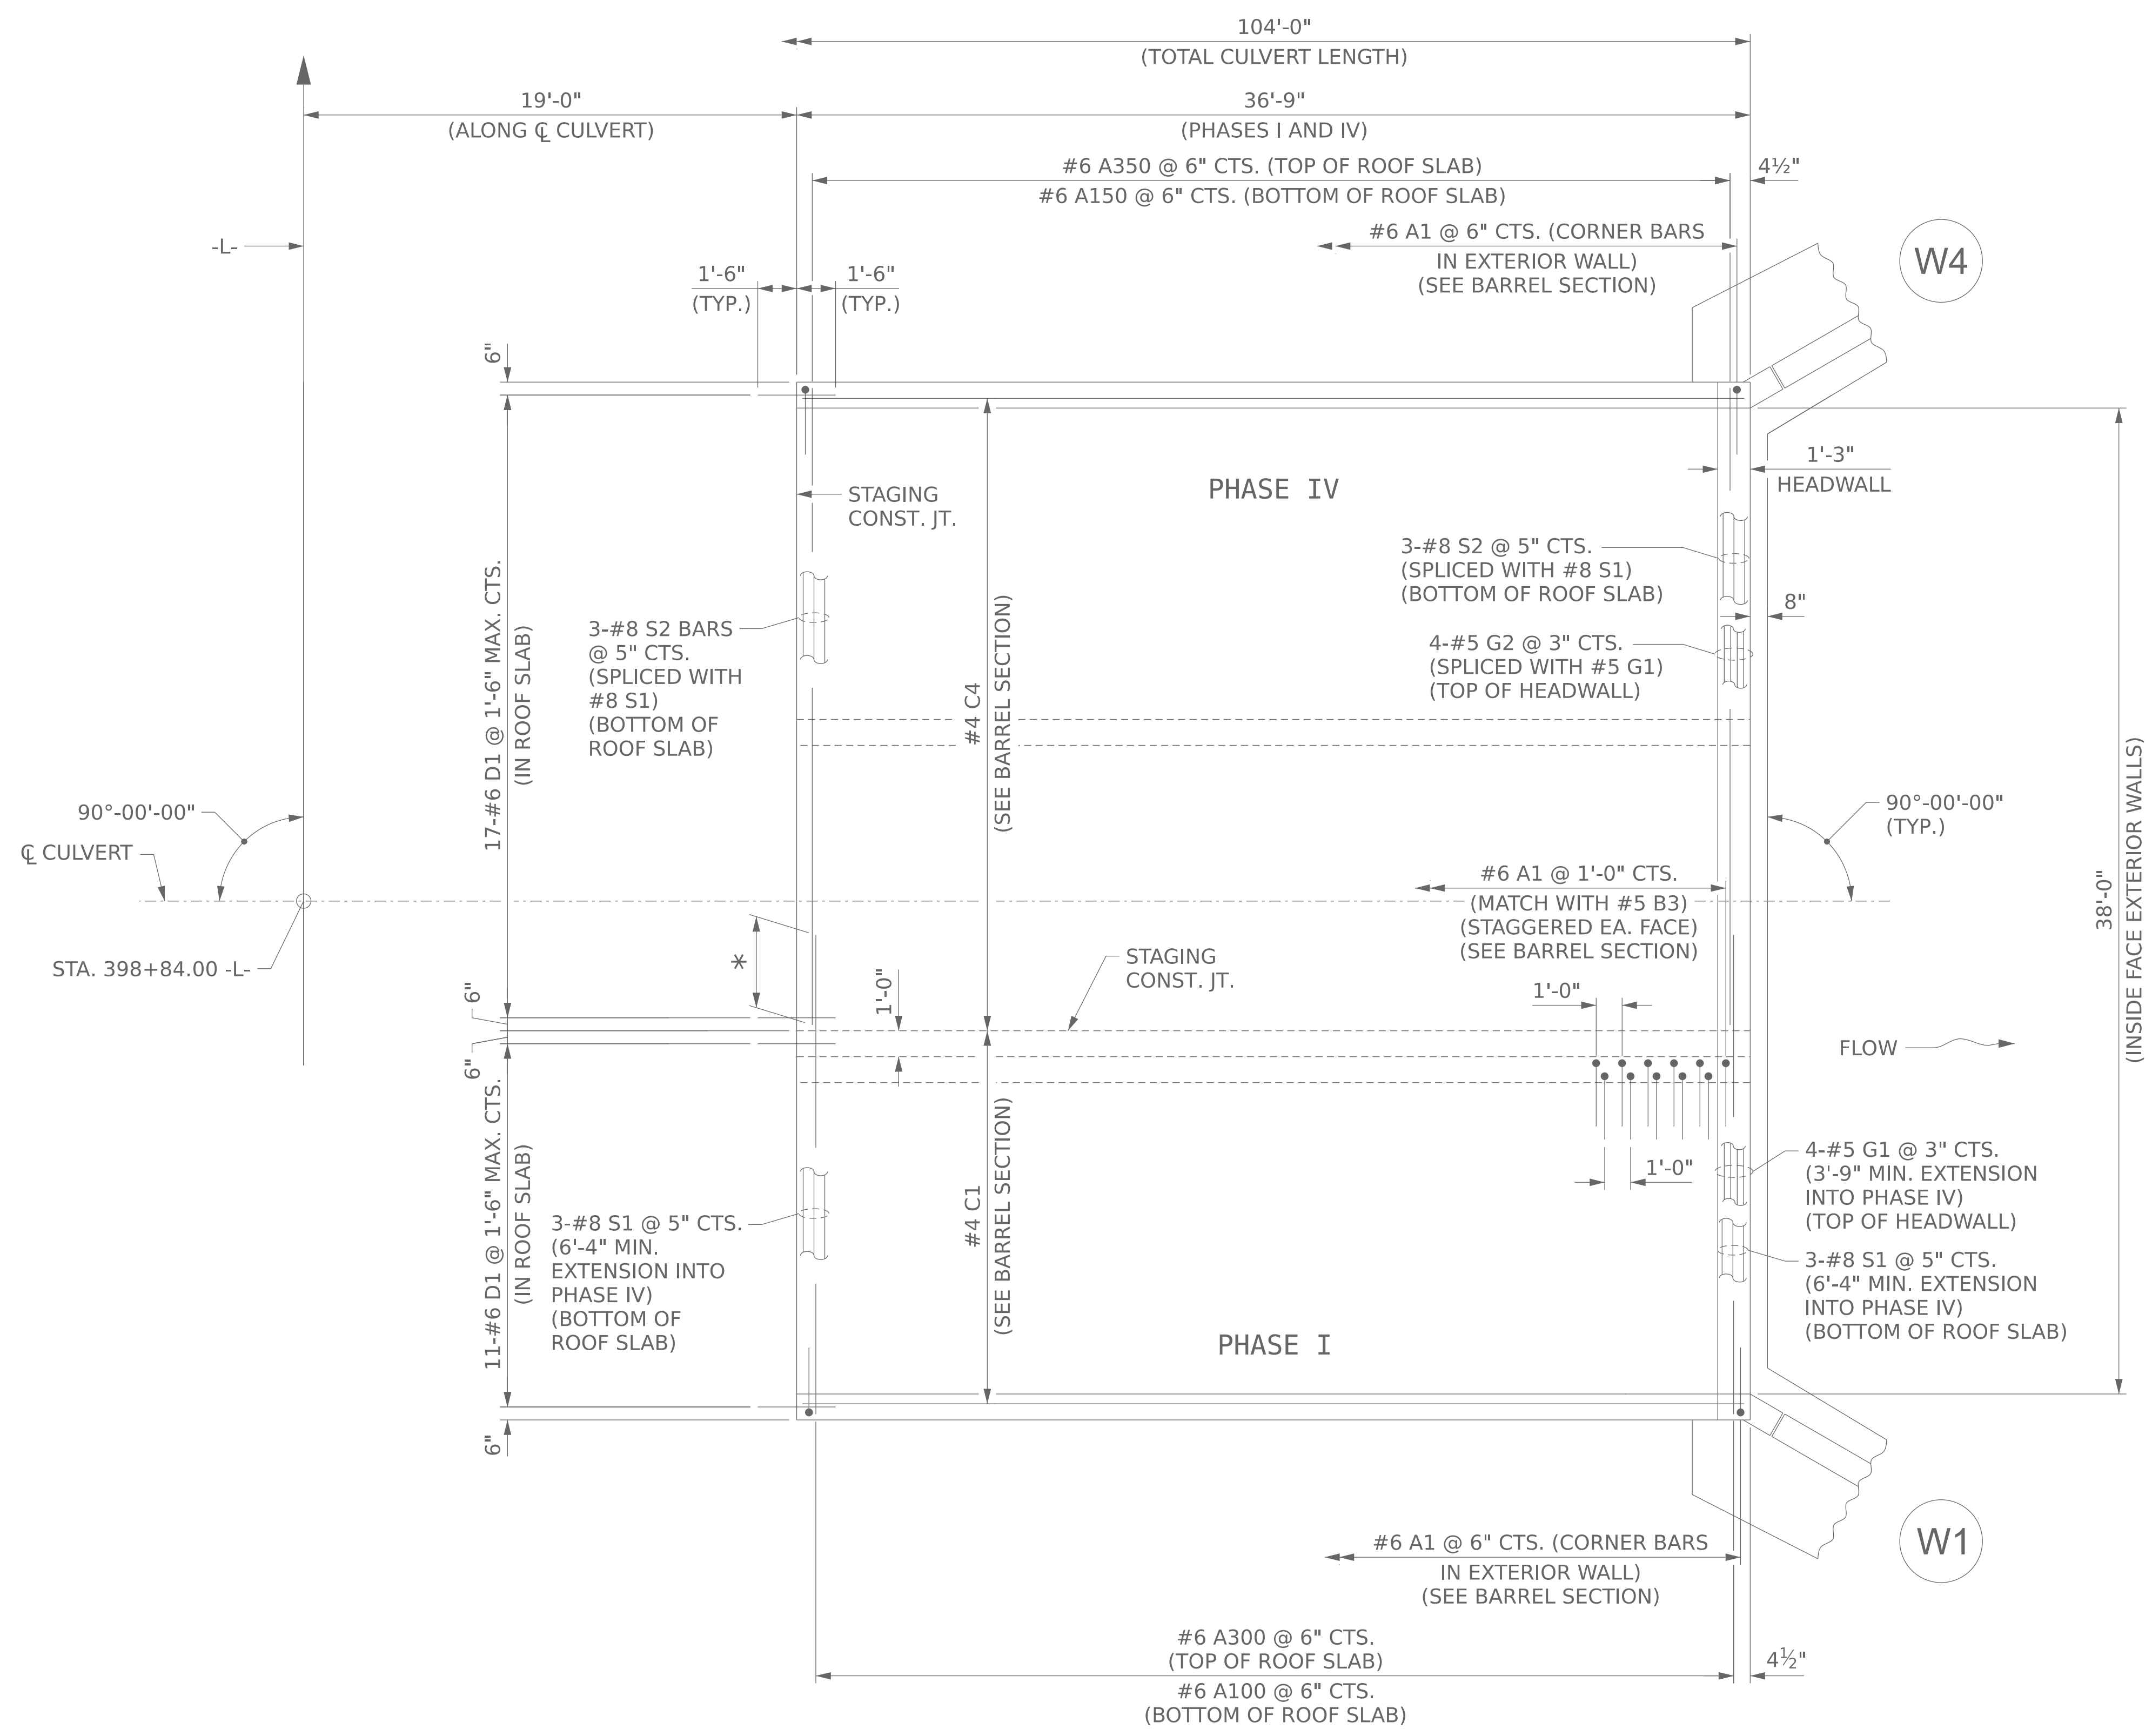 104'-0"
(TOTAL CULVERT LENGTH)
19'-0"
(ALONG ℄ CULVERT)
36'-9"
(PHASES I AND IV)
#6 A350 @ 6" CTS. (TOP OF ROOF SLAB)
#6 A150 @ 6" CTS. (BOTTOM OF ROOF SLAB)
4½"
#6 A1 @ 6" CTS. (CORNER BARS
IN EXTERIOR WALL)
(SEE BARREL SECTION)
W4
-L-
1'-6"
(TYP.)
1'-6"
(TYP.)
6"
1'-3"
HEADWALL
PHASE IV
STAGING
CONST. JT.
3-#8 S2 @ 5" CTS.
(SPLICED WITH #8 S1)
(BOTTOM OF ROOF SLAB)
8"
17-#6 D1 @ 1'-6" MAX. CTS.
(IN ROOF SLAB)
3-#8 S2 BARS
@ 5" CTS.
(SPLICED WITH
#8 S1)
(BOTTOM OF
ROOF SLAB)
#4 C4
(SEE BARREL SECTION)
4-#5 G2 @ 3" CTS.
(SPLICED WITH #5 G1)
(TOP OF HEADWALL)
90°-00'-00"
℄ CULVERT
90°-00'-00"
(TYP.)
38'-0"
(INSIDE FACE EXTERIOR WALLS)
#6 A1 @ 1'-0" CTS.
(MATCH WITH #5 B3)
(STAGGERED EA. FACE)
(SEE BARREL SECTION)
STA. 398+84.00 -L-
*
STAGING
CONST. JT.
6"
1'-0"
1'-0"
FLOW
6"
11-#6 D1 @ 1'-6" MAX. CTS.
(IN ROOF SLAB)
#4 C1
(SEE BARREL SECTION)
1'-0"
4-#5 G1 @ 3" CTS.
(3'-9" MIN. EXTENSION
INTO PHASE IV)
(TOP OF HEADWALL)
3-#8 S1 @ 5" CTS.
(6'-4" MIN.
EXTENSION INTO
PHASE IV)
(BOTTOM OF
ROOF SLAB)
3-#8 S1 @ 5" CTS.
(6'-4" MIN. EXTENSION
INTO PHASE IV)
(BOTTOM OF ROOF SLAB)
PHASE I
6"
W1
#6 A1 @ 6" CTS. (CORNER BARS
IN EXTERIOR WALL)
(SEE BARREL SECTION)
#6 A300 @ 6" CTS.
(TOP OF ROOF SLAB)
4½"
#6 A100 @ 6" CTS.
(BOTTOM OF ROOF SLAB)